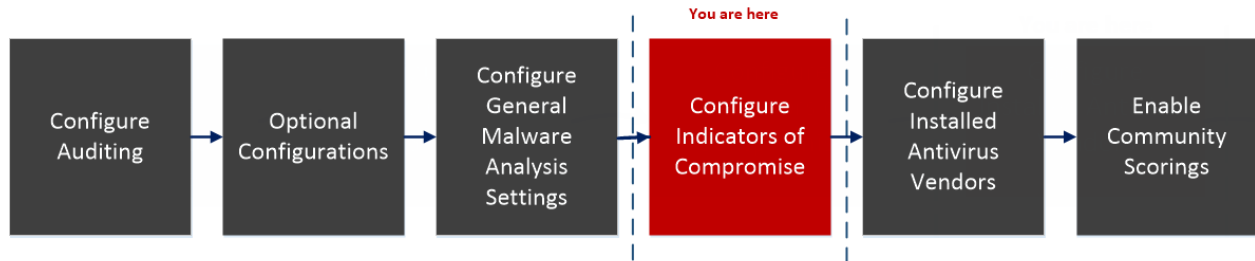 You are here
Configure
Auditing
Optional
Configurations
Configure
General
Malware
Analysis
Settings
Configure
Indicators of
Compromise
Configure
Installed
Antivirus
Vendors
Enable
Community
Scorings